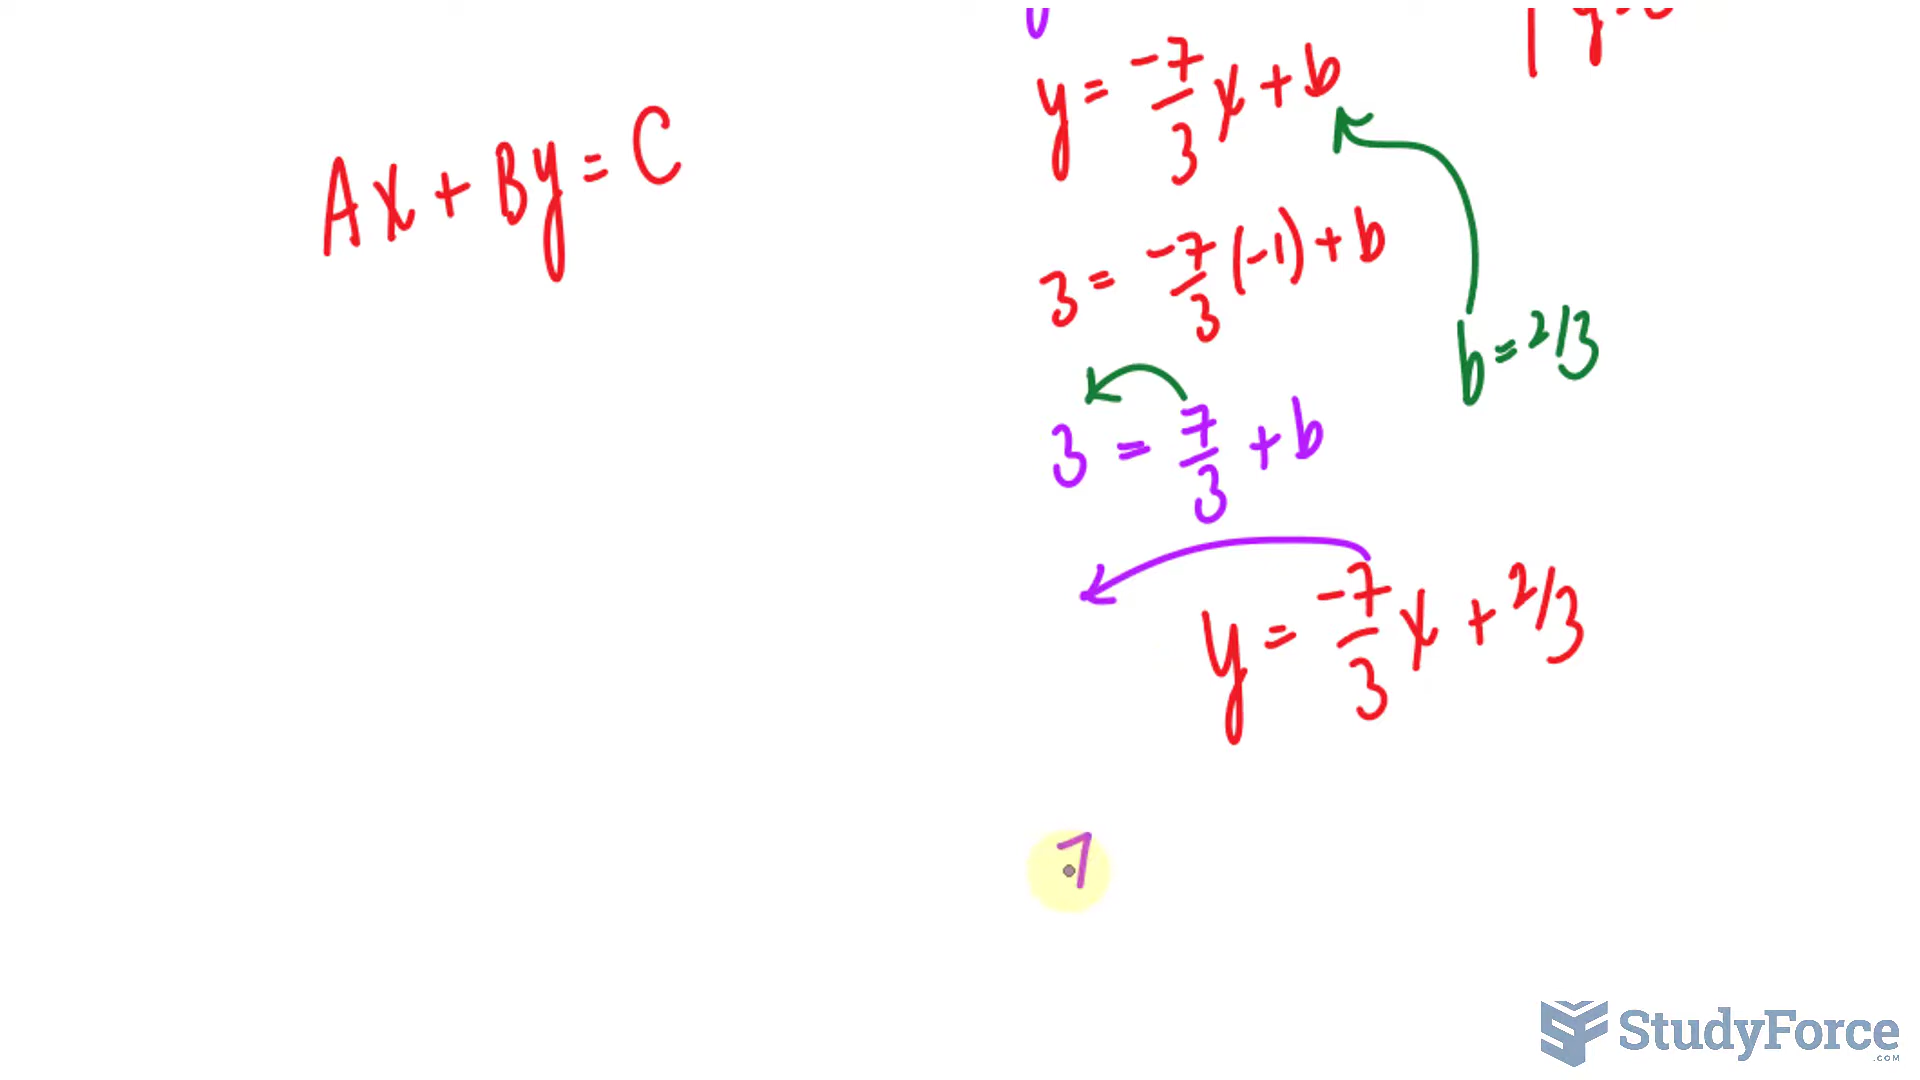 Ax + By = C
y = -7/3 x + b
3 = -7/3 (-1) + b
b = 2/3
3 = 7/3 + b
y = -7/3 x + 2/3
7
StudyForce
.COM